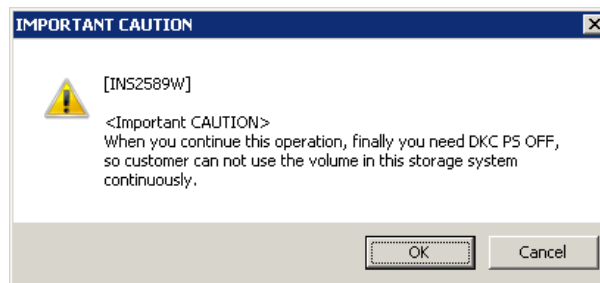 IMPORTANT CAUTION
[INS2589W]
<Important CAUTION>
When you continue this operation, finally you need DKC PS OFF,
so customer can not use the volume in this storage system
continuously.
OK
Cancel